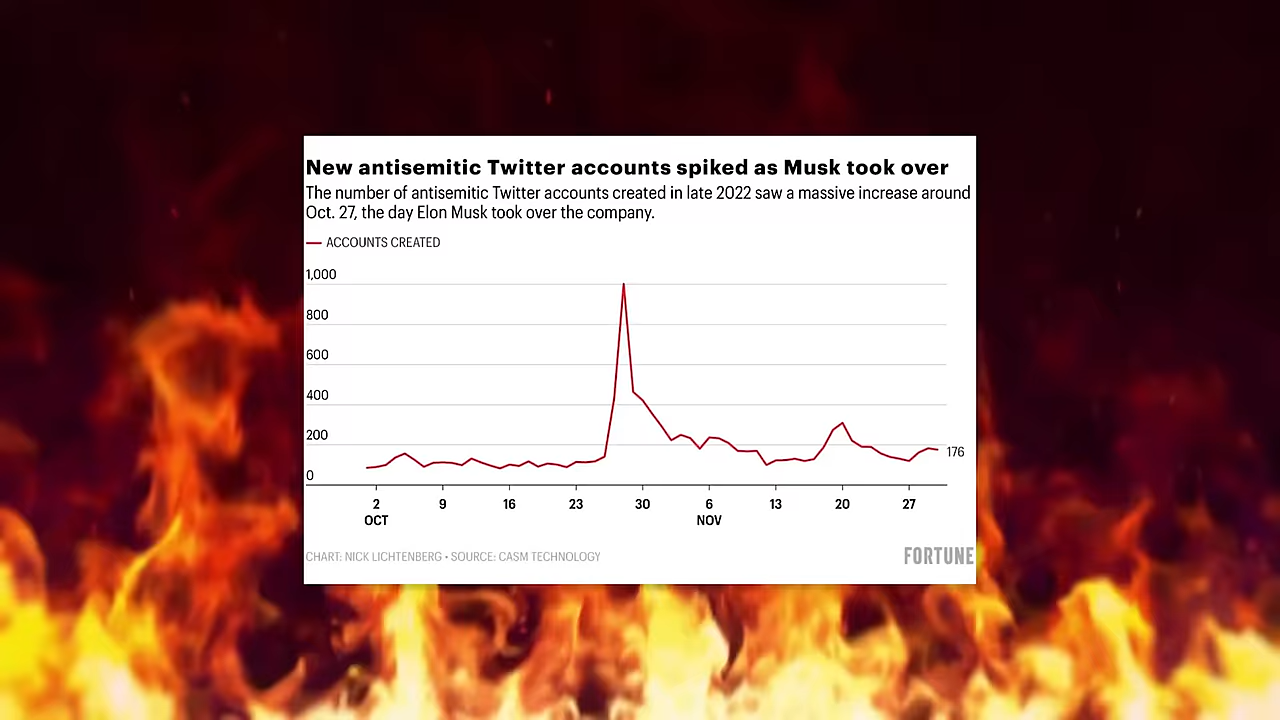 New antisemitic Twitter accounts spiked as Musk took over
The number of antisemitic Twitter accounts created in late 2022 saw a massive increase around
Oct. 27, the day Elon Musk took over the company.
ACCOUNTS CREATED
1,000
800
600
400
200
0
176
2 9 16 23 30 6 13 20 27
OCT NOV
CHART: NICK LICHTENBERG • SOURCE: CASM TECHNOLOGY
FORTUNE